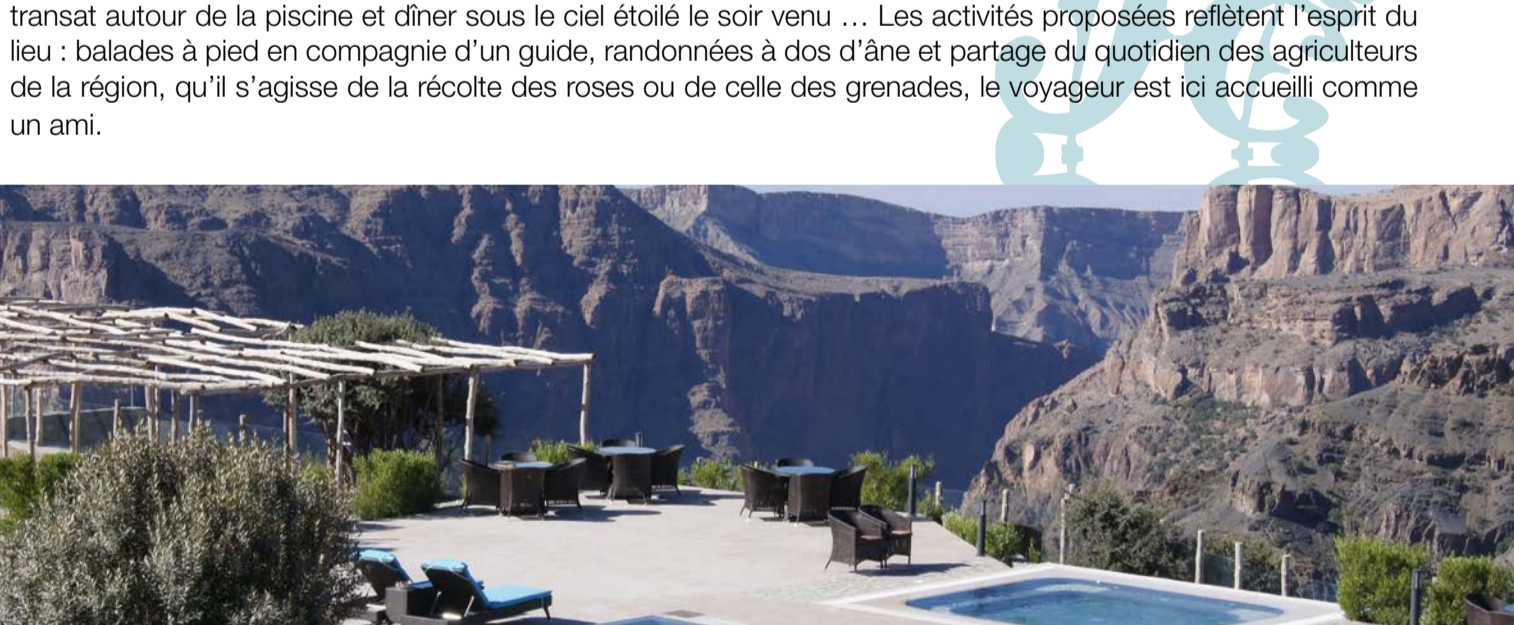 transat autour de la piscine et dîner sous le ciel étoilé le soir venu … Les activités proposées reflètent l’esprit du
lieu : balades à pied en compagnie d’un guide, randonnées à dos d’âne et partage du quotidien des agriculteurs
de la région, qu’il s’agisse de la récolte des roses ou de celle des grenades, le voyageur est ici accueilli comme
un ami.